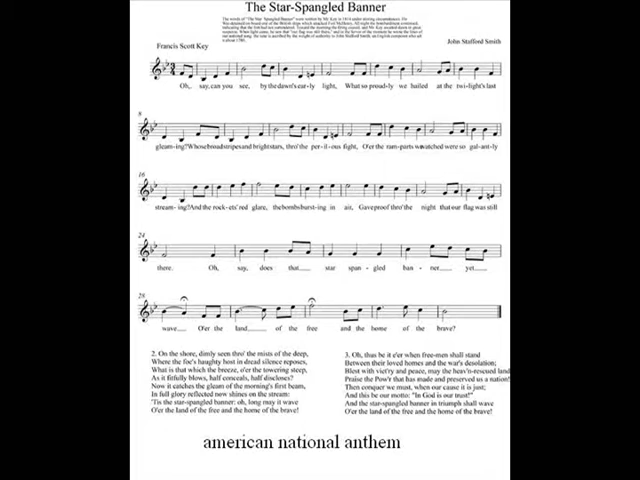 The Star-Spangled Banner
Francis Scott Key
John Stafford Smith
Oh, say, can you see, by the dawn's ear-ly light, What so proud-ly we hailed at the twi-light's last
8
gleam-ing? Whose broad stripes and bright stars, thro' the per-il-ous fight, O'er the ram-parts we watched were so gal-lant-ly
16
stream-ing? And the rock-ets' red glare, the bombs burst-ing in air, Gave proof thro' the night that our flag was still
24
there. Oh, say, does that star span-gled ban-ner yet
28
wave O'er the land of the free and the home of the brave?
2. On the shore, dimly seen thro' the mists of the deep,
Where the foe's haughty host in dread silence reposes,
What is that which the breeze, o'er the towering steep,
As it fitfully blows, half conceals, half discloses?
Now it catches the gleam of the morning's first beam,
In full glory reflected now shines on the stream:
'Tis the star-spangled banner: oh, long may it wave
O'er the land of the free and the home of the brave!
3. Oh, thus be it e'er when free-men shall stand
Between their loved homes and the war's desolation;
Blest with vict'ry and peace, may the heav'n-rescued land
Praise the Pow'r that has made and preserved us a nation!
Then conquer we must, when our cause it is just;
And this be our motto: "In God is our trust!"
And the star-spangled banner in triumph shall wave
O'er the land of the free and the home of the brave!
american national anthem